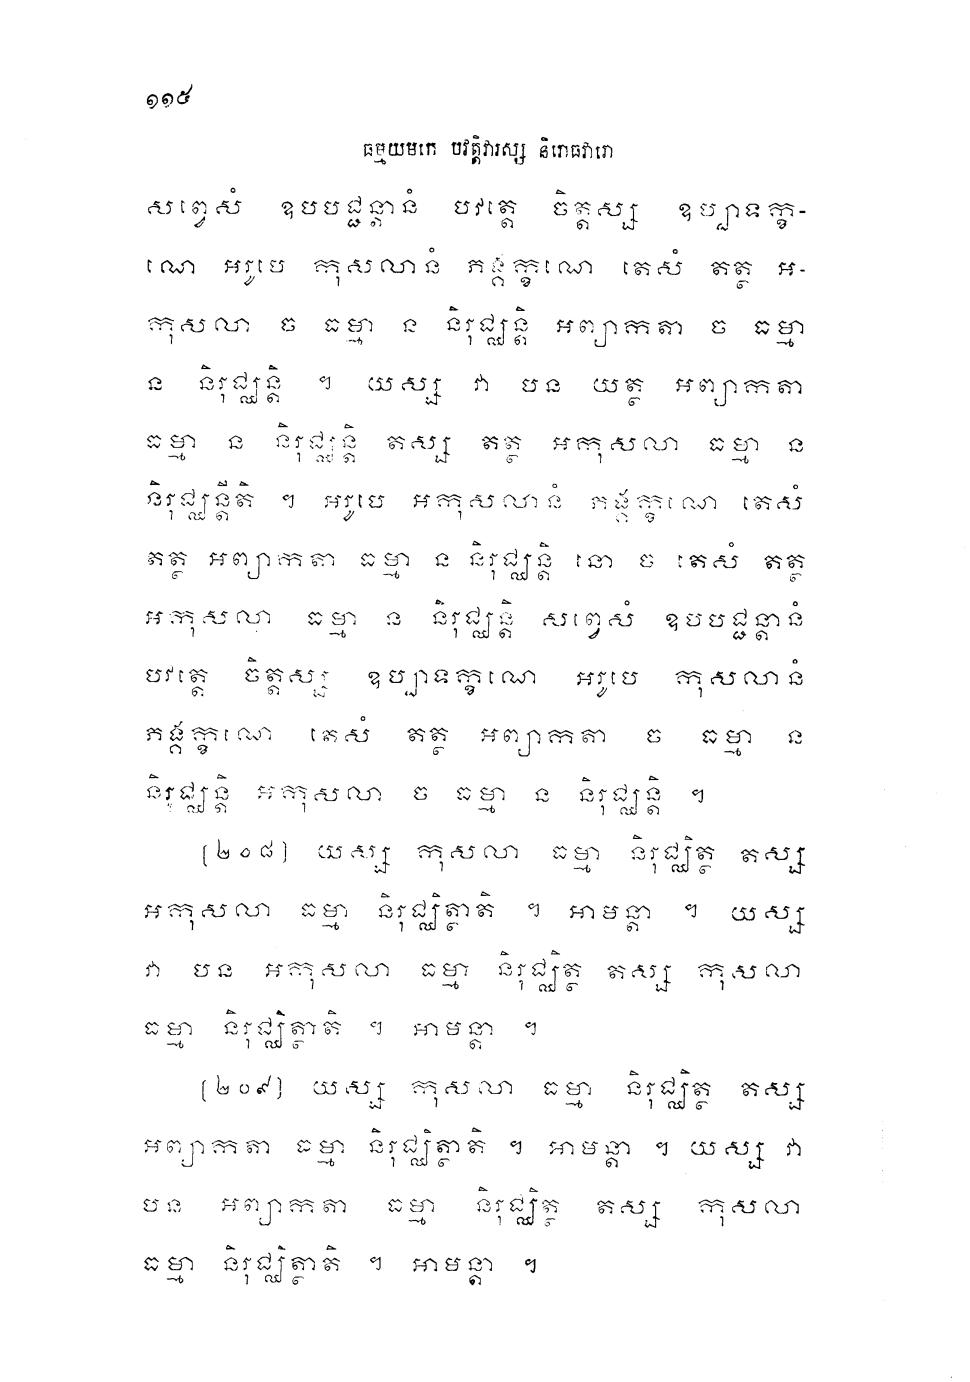 ១១៥
ធម្មយមកេ បវត្តិវារស្ស និរោធវារោ
សព្វេសំ ឧបបជ្ជន្តានំ បវត្តេ ចិត្តស្ស ឧប្បាទក្ខ-
ណេ អរូបេ កុសលានំ ភង្គក្ខណេ តេសំ តត្ថ អ-
កុសលា ច ធម្មា ន និរុជ្ឈន្តិ អព្យាកតា ច ធម្មា
ន និរុជ្ឈន្តិ ។ យស្ស វា បន យត្ថ អព្យាកតា
ធម្មា ន និរុជ្ឈន្តិ តស្ស តត្ថ អកុសលា ធម្មា ន
និរុជ្ឈន្តីតិ ។ អរូបេ អកុសលានំ ភង្គក្ខណេ តេសំ
តត្ថ អព្យាកតា ធម្មា ន និរុជ្ឈន្តិ នោ ច តេសំ តត្ថ
អកុសលា ធម្មា ន និរុជ្ឈន្តិ សព្វេសំ ឧបបជ្ជន្តានំ
បវត្តេ ចិត្តស្ស ឧប្បាទក្ខណេ អរូបេ កុសលានំ
ភង្គក្ខណេ តេសំ តត្ថ អព្យាកតា ច ធម្មា ន
និរុជ្ឈន្តិ អកុសលា ច ធម្មា ន និរុជ្ឈន្តិ ។
(២០៨) យស្ស កុសលា ធម្មា និរុជ្ឈិត្ថ តស្ស
អកុសលា ធម្មា និរុជ្ឈិត្ថាតិ ។ អាមន្តា ។ យស្ស
វា បន អកុសលា ធម្មា និរុជ្ឈិត្ថ តស្ស កុសលា
ធម្មា និរុជ្ឈិត្ថាតិ ។ អាមន្តា ។
(២០៩) យស្ស កុសលា ធម្មា និរុជ្ឈិត្ថ តស្ស
អព្យាកតា ធម្មា និរុជ្ឈិត្ថាតិ ។ អាមន្តា ។ យស្ស វា
បន អព្យាកតា ធម្មា និរុជ្ឈិត្ថ តស្ស កុសលា
ធម្មា និរុជ្ឈិត្ថាតិ ។ អាមន្តា ។